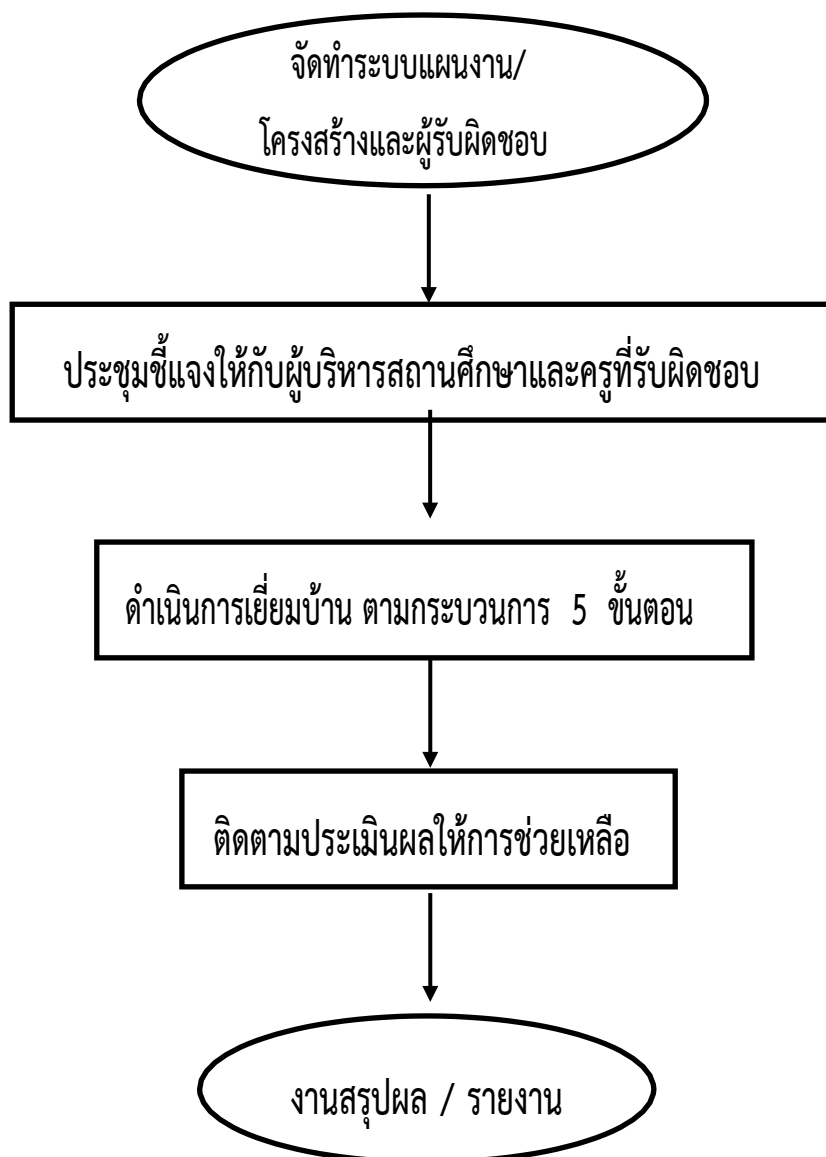 จัดทำระบบแผนงาน/
โครงสร้างและผู้รับผิดชอบ
ประชุมชี้แจงให้กับผู้บริหารสถานศึกษาและครูที่รับผิดชอบ
ดำเนินการเยี่ยมบ้าน ตามกระบวนการ 5 ขั้นตอน
ติดตามประเมินผลให้การช่วยเหลือ
งานสรุปผล / รายงาน